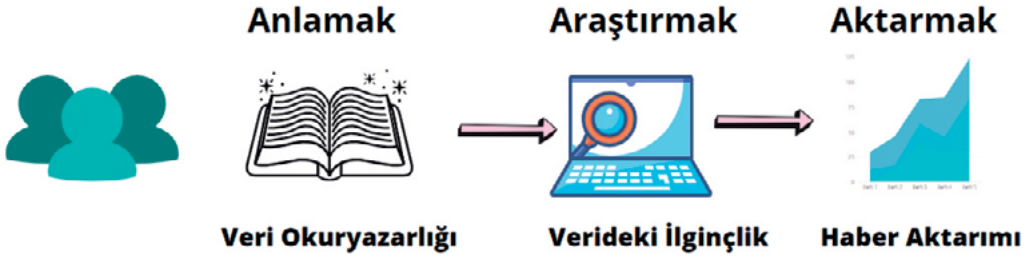 Anlamak
Araştırmak
Aktarmak
Veri Okuryazarlığı
Verideki İlginçlik
Haber Aktarımı